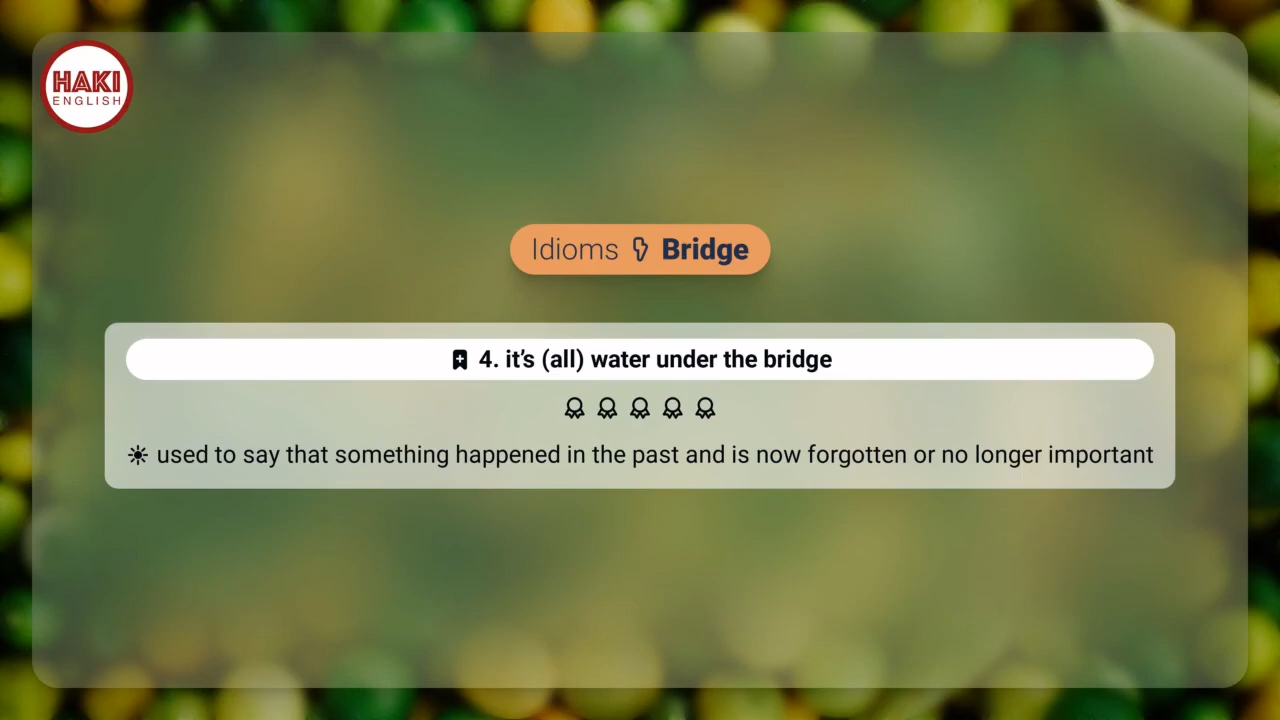 HAKI
ENGLISH
Idioms Bridge
4. it’s (all) water under the bridge
used to say that something happened in the past and is now forgotten or no longer important